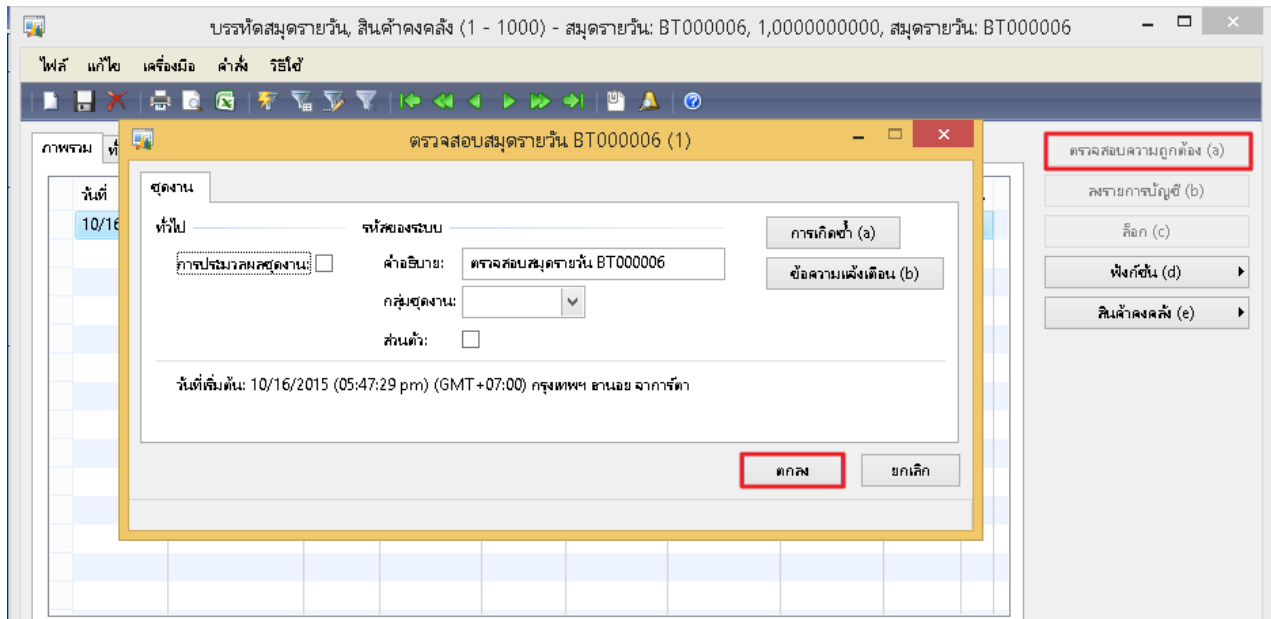 บรรทัดสมุดรายวัน, สินค้าคงคลัง (1 - 1000) - สมุดรายวัน: BT000006, 1,0000000000, สมุดรายวัน: BT000006
ไฟล์ แก้ไข เครื่องมือ คำสั่ง วิธีใช้
ภาพรวม
วันที่
10/16
ตรวจสอบสมุดรายวัน BT000006 (1)
ชุดงาน
ทั่วไป
การประมวลผลชุดงาน:
รหัสของระบบ
คำอธิบาย: ตรวจสอบสมุดรายวัน BT000006
กลุ่มชุดงาน:
ส่วนตัว:
การเกิดซ้ำ (a)
ข้อความแจ้งเตือน (b)
วันที่เริ่มต้น: 10/16/2015 (05:47:29 pm) (GMT+07:00) กรุงเทพฯ ฮานอย จาการ์ตา
ตกลง ยกเลิก
ตรวจสอบความถูกต้อง (a)
ลงรายการบัญชี (b)
ล็อก (c)
ฟังก์ชัน (d)
สินค้าคงคลัง (e)